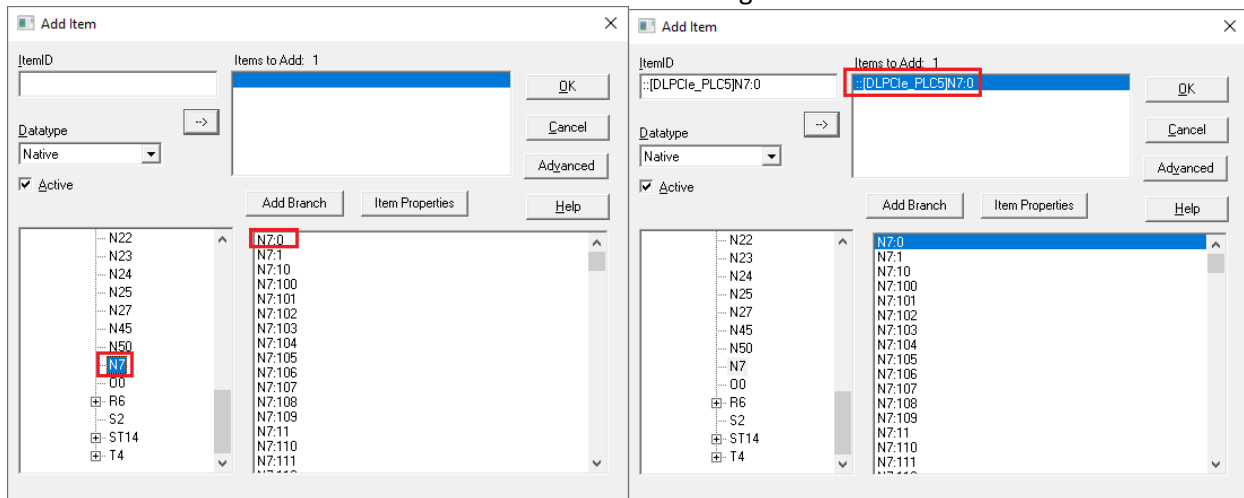 Add Item
ItemID
Items to Add: 1
OK
Datatype
-->
Cancel
Native
Advanced
Active
Add Branch
Item Properties
Help
N22
N23
N24
N25
N27
N45
N50
N7
O0
R6
S2
ST14
T4
N7:0
N7:1
N7:10
N7:100
N7:101
N7:102
N7:103
N7:104
N7:105
N7:106
N7:107
N7:108
N7:109
N7:11
N7:110
N7:111
Add Item
ItemID
Items to Add: 1
::[DLPCIe_PLC5]N7:0
::[DLPCIe_PLC5]N7:0
OK
Datatype
-->
Cancel
Native
Advanced
Active
Add Branch
Item Properties
Help
N22
N23
N24
N25
N27
N45
N50
N7
O0
R6
S2
ST14
T4
N7:0
N7:1
N7:10
N7:100
N7:101
N7:102
N7:103
N7:104
N7:105
N7:106
N7:107
N7:108
N7:109
N7:11
N7:110
N7:111